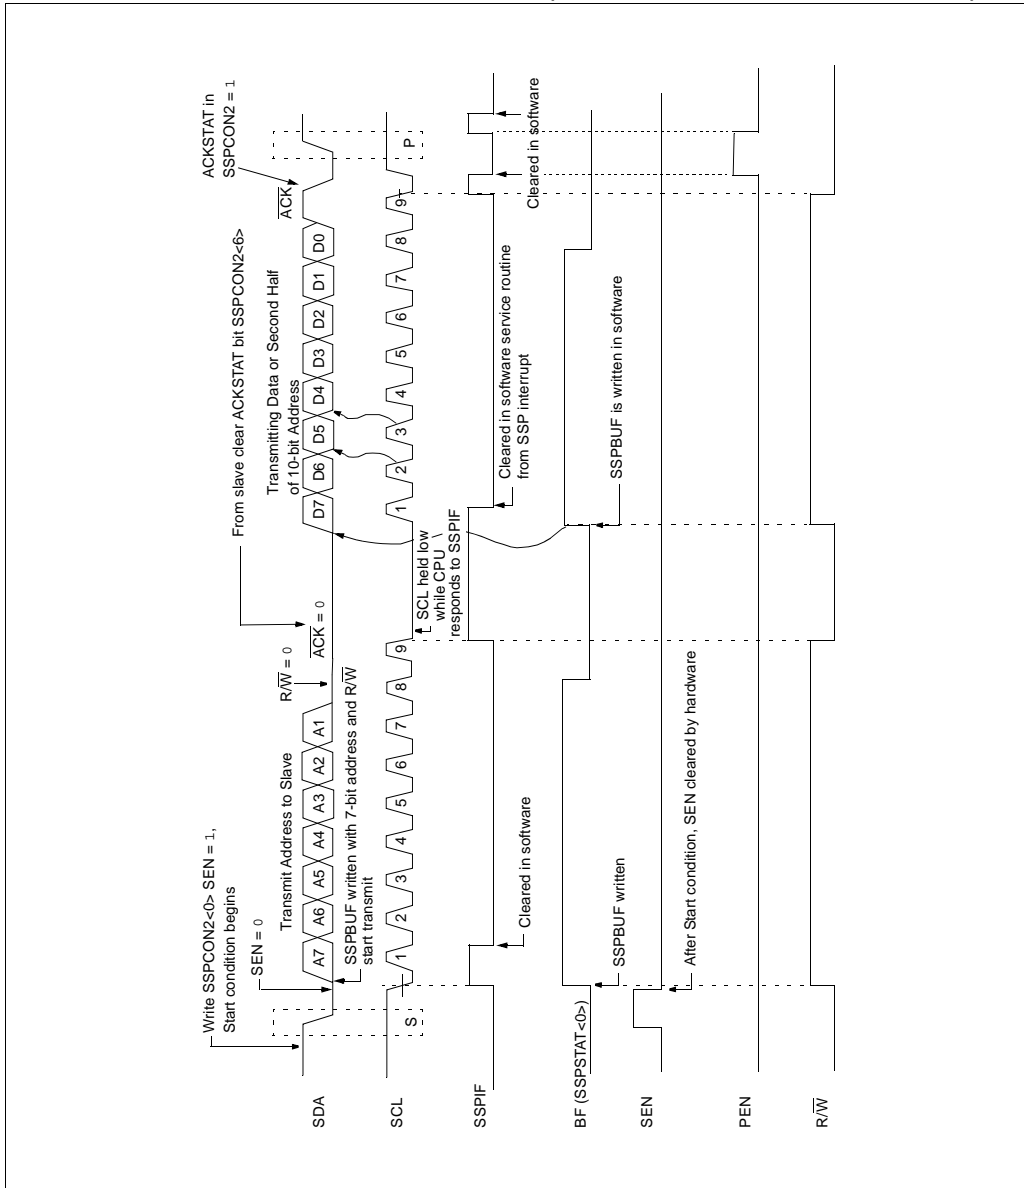 Write SSPCON2<0> SEN = 1,
Start condition begins
SEN = 0
Transmit Address to Slave
R/W = 0
From slave clear ACKSTAT bit SSPCON2<6>
ACK = 0
Transmitting Data or Second Half
of 10-bit Address
ACK
ACKSTAT in
SSPCON2 = 1
SDA
A7 A6 A5 A4 A3 A2 A1
D7 D6 D5 D4 D3 D2 D1 D0
SSPBUF written with 7-bit address and R/W
start transmit
SCL
S
1 2 3 4 5 6 7 8 9
1 2 3 4 5 6 7 8 9
P
SCL held low
while CPU
responds to SSPIF
SSPIF
Cleared in software
Cleared in software service routine
from SSP interrupt
Cleared in software
BF (SSPSTAT<0>)
SSPBUF written
SSPBUF is written in software
SEN
After Start condition, SEN cleared by hardware
PEN
R/W